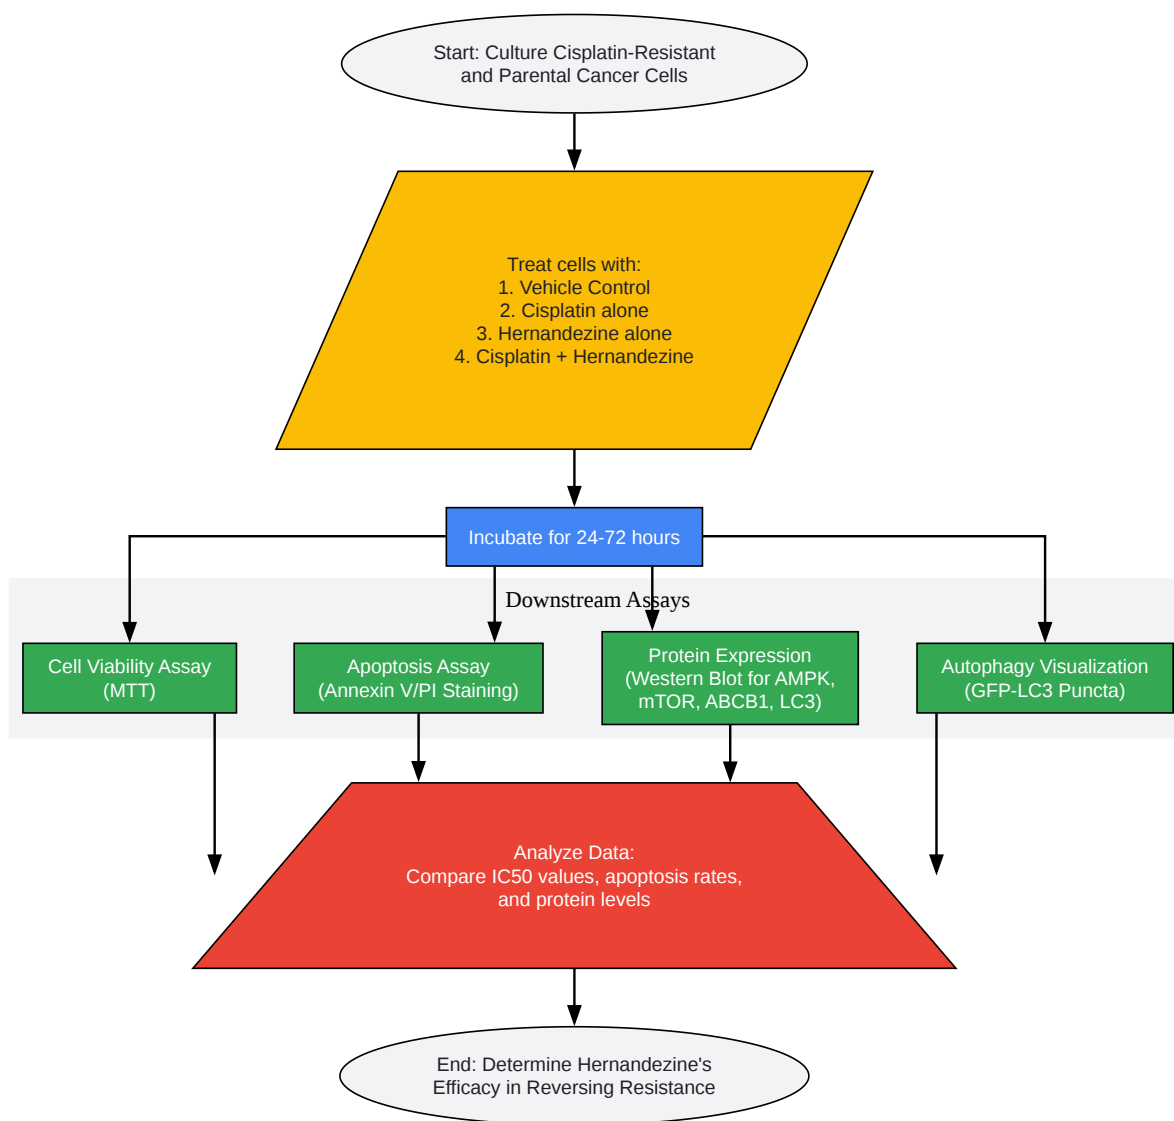 Start: Culture Cisplatin-Resistant
and Parental Cancer Cells
Treat cells with:
1. Vehicle Control
2. Cisplatin alone
3. Hernandezine alone
4. Cisplatin + Hernandezine
Incubate for 24-72 hours
Downstream Assays
Cell Viability Assay
(MTT)
Apoptosis Assay
(Annexin V/PI Staining)
Protein Expression
(Western Blot for AMPK,
mTOR, ABCB1, LC3)
Autophagy Visualization
(GFP-LC3 Puncta)
Analyze Data:
Compare IC50 values, apoptosis rates,
and protein levels
End: Determine Hernandezine's
Efficacy in Reversing Resistance